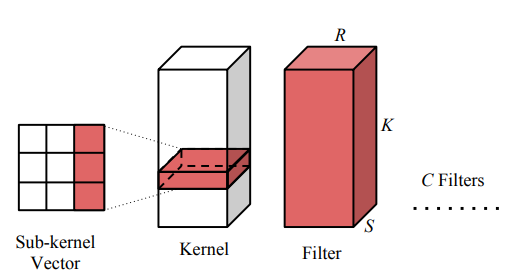 R
K
C Filters
S
Sub-kernel
Vector
Kernel
Filter